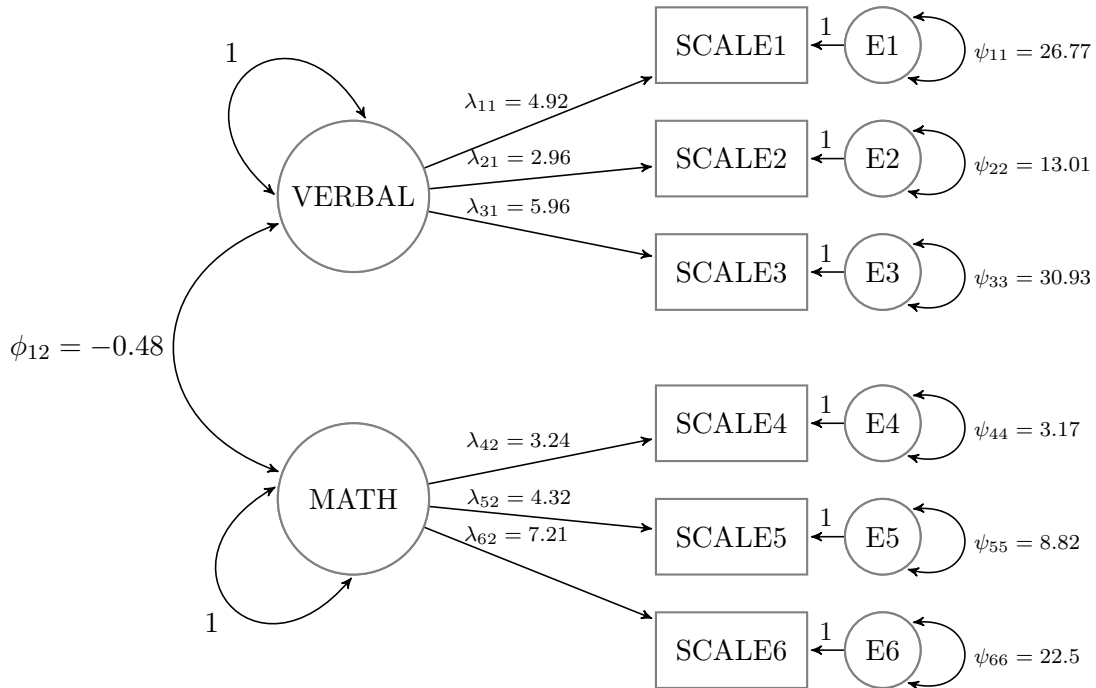 1
VERBAL
λ₁₁ = 4.92
λ₂₁ = 2.96
λ₃₁ = 5.96
SCALE1
1
E1
ψ₁₁ = 26.77
SCALE2
1
E2
ψ₂₂ = 13.01
SCALE3
1
E3
ψ₃₃ = 30.93
ϕ₁₂ = −0.48
MATH
1
λ₄₂ = 3.24
λ₅₂ = 4.32
λ₆₂ = 7.21
SCALE4
1
E4
ψ₄₄ = 3.17
SCALE5
1
E5
ψ₅₅ = 8.82
SCALE6
1
E6
ψ₆₆ = 22.5